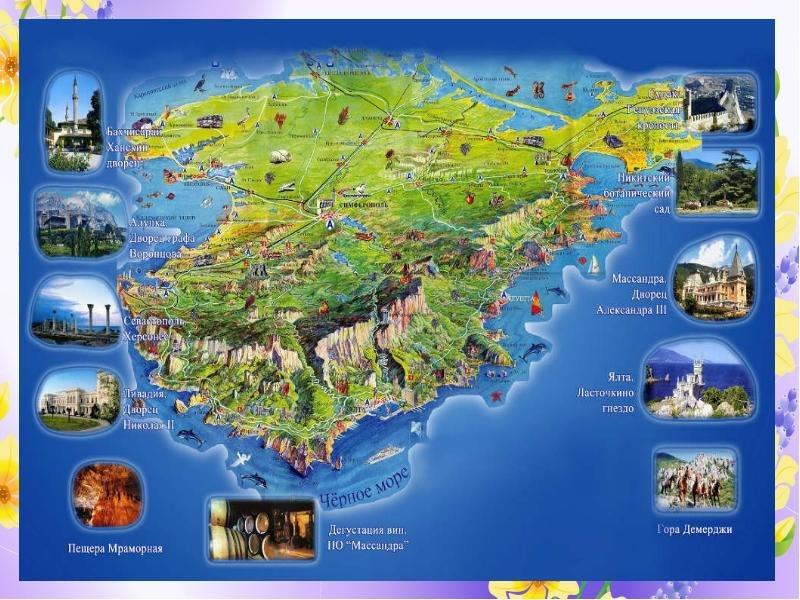 Бахчисарай.
Ханский
дворец
Алупка.
Дворец графа
Воронцова
Севастополь.
Херсонес
Ливадия.
Дворец
Николая II
Пещера Мраморная
Дегустация вин.
ПО "Массандра"
Чёрное море
СИМФЕРОПОЛЬ
Судак.
Генуэзская
крепость
Никитский
ботанический
сад
Массандра.
Дворец
Александра III
Ялта.
Ласточкино
гнездо
Гора Демерджи